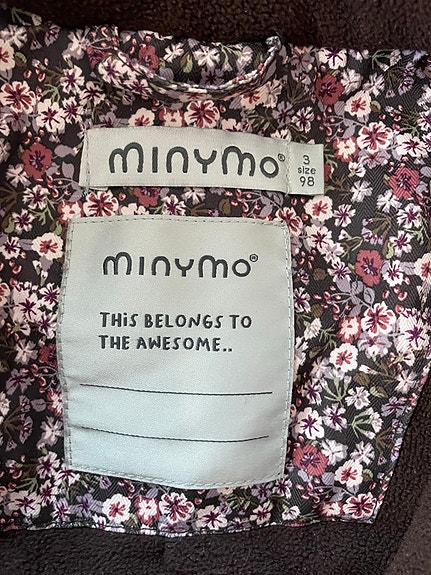 minymo®
3
size
98
minymo®
THiS BELONGS TO
THE AWESOME..